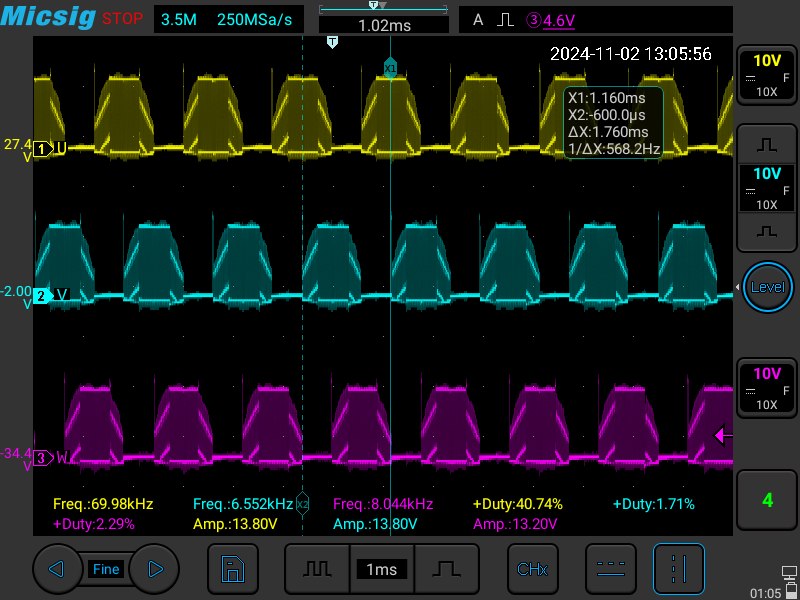 Micsig STOP 3.5M 250MSa/s 1.02ms A 3 4.6V
T
T
2024-11-02 13:05:56
10V
F
10X
X1
X1:1.160ms
X2:-600.0μs
ΔX:1.760ms
1/ΔX:568.2Hz
27.4
V
1 U
10V
F
10X
-2.00
V
2 V
Level
10V
F
10X
-34.4
V
3 W
Freq.:69.98kHz Freq.:6.552kHz X2 Freq.:8.044kHz +Duty:40.74% +Duty:1.71%
+Duty:2.29% Amp.:13.80V Amp.:13.80V Amp.:13.20V
4
Fine 1ms CHx
01:05